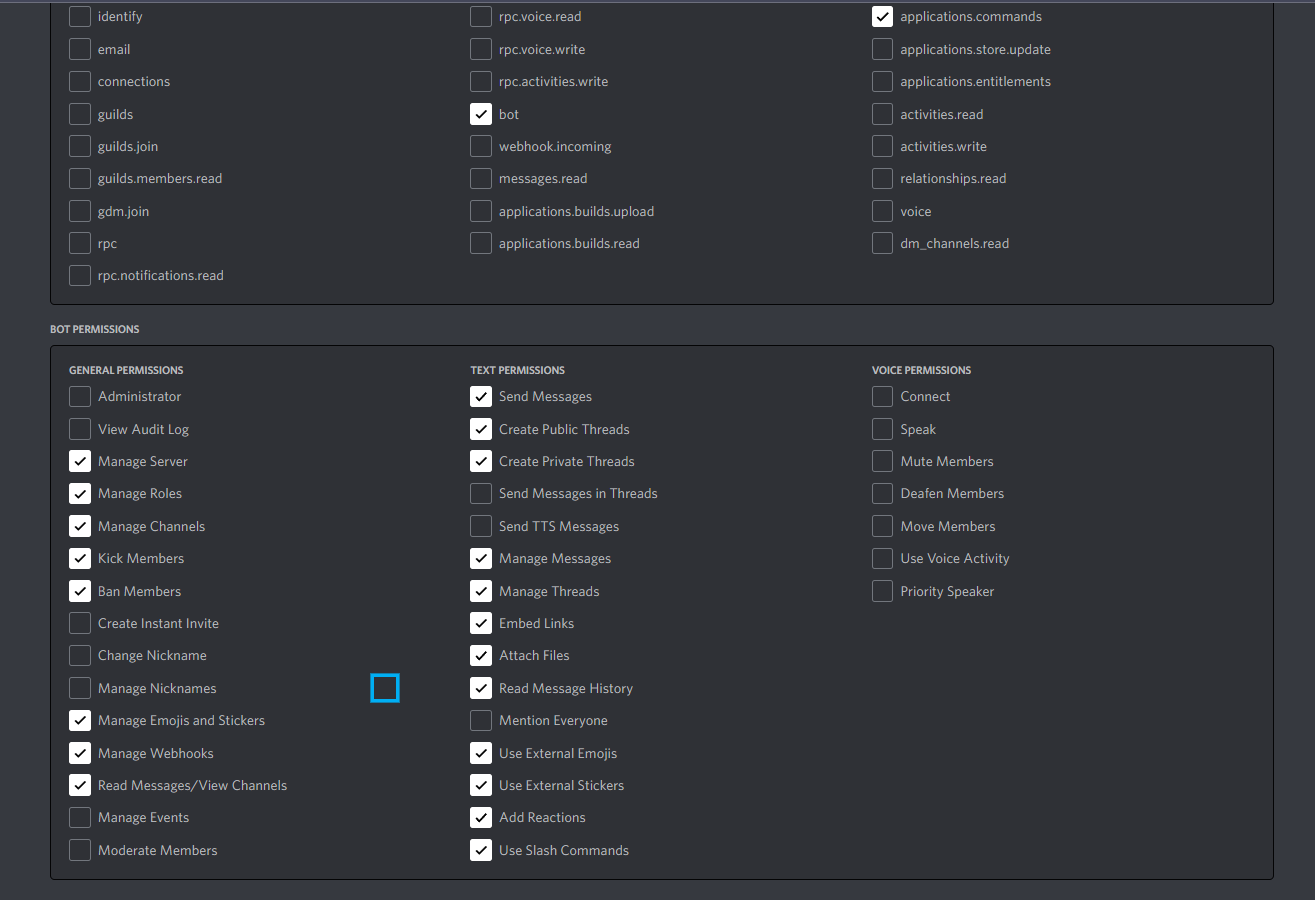 identify
email
connections
guilds
guilds.join
guilds.members.read
gdm.join
rpc
rpc.notifications.read
rpc.voice.read
rpc.voice.write
rpc.activities.write
bot
webhook.incoming
messages.read
applications.builds.upload
applications.builds.read
applications.commands
applications.store.update
applications.entitlements
activities.read
activities.write
relationships.read
voice
dm_channels.read
BOT PERMISSIONS
GENERAL PERMISSIONS
Administrator
View Audit Log
Manage Server
Manage Roles
Manage Channels
Kick Members
Ban Members
Create Instant Invite
Change Nickname
Manage Nicknames
Manage Emojis and Stickers
Manage Webhooks
Read Messages/View Channels
Manage Events
Moderate Members
TEXT PERMISSIONS
Send Messages
Create Public Threads
Create Private Threads
Send Messages in Threads
Send TTS Messages
Manage Messages
Manage Threads
Embed Links
Attach Files
Read Message History
Mention Everyone
Use External Emojis
Use External Stickers
Add Reactions
Use Slash Commands
VOICE PERMISSIONS
Connect
Speak
Mute Members
Deafen Members
Move Members
Use Voice Activity
Priority Speaker